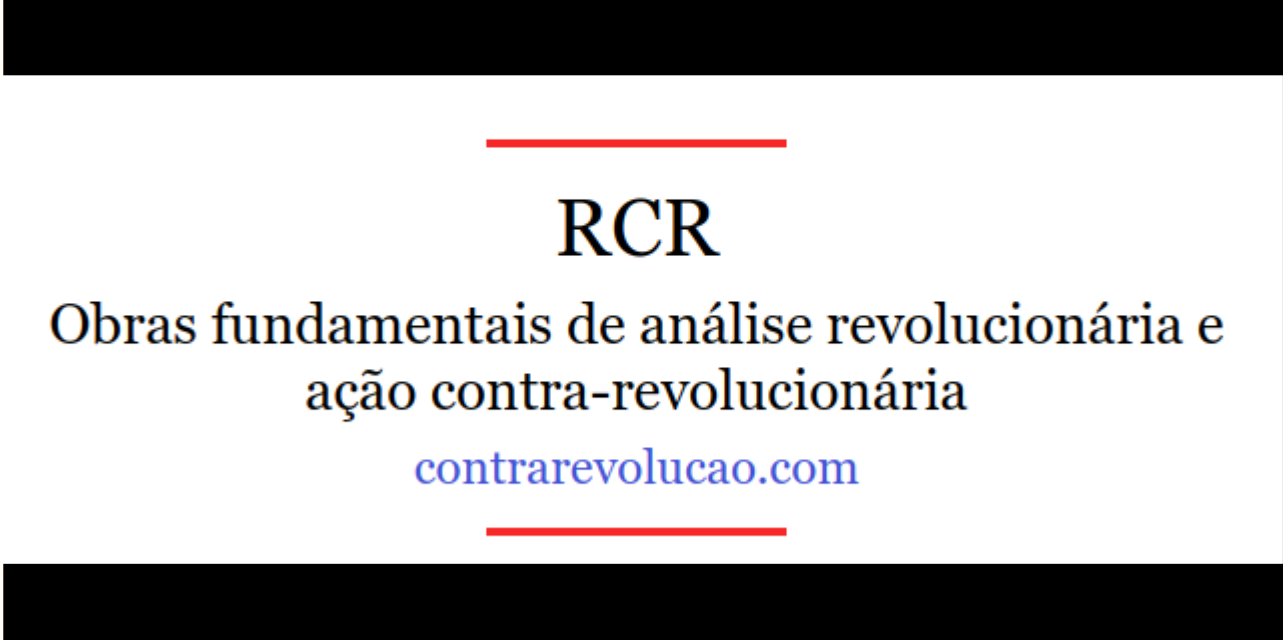 RCR
Obras fundamentais de análise revolucionária e
ação contra-revolucionária
contrarevolucao.com